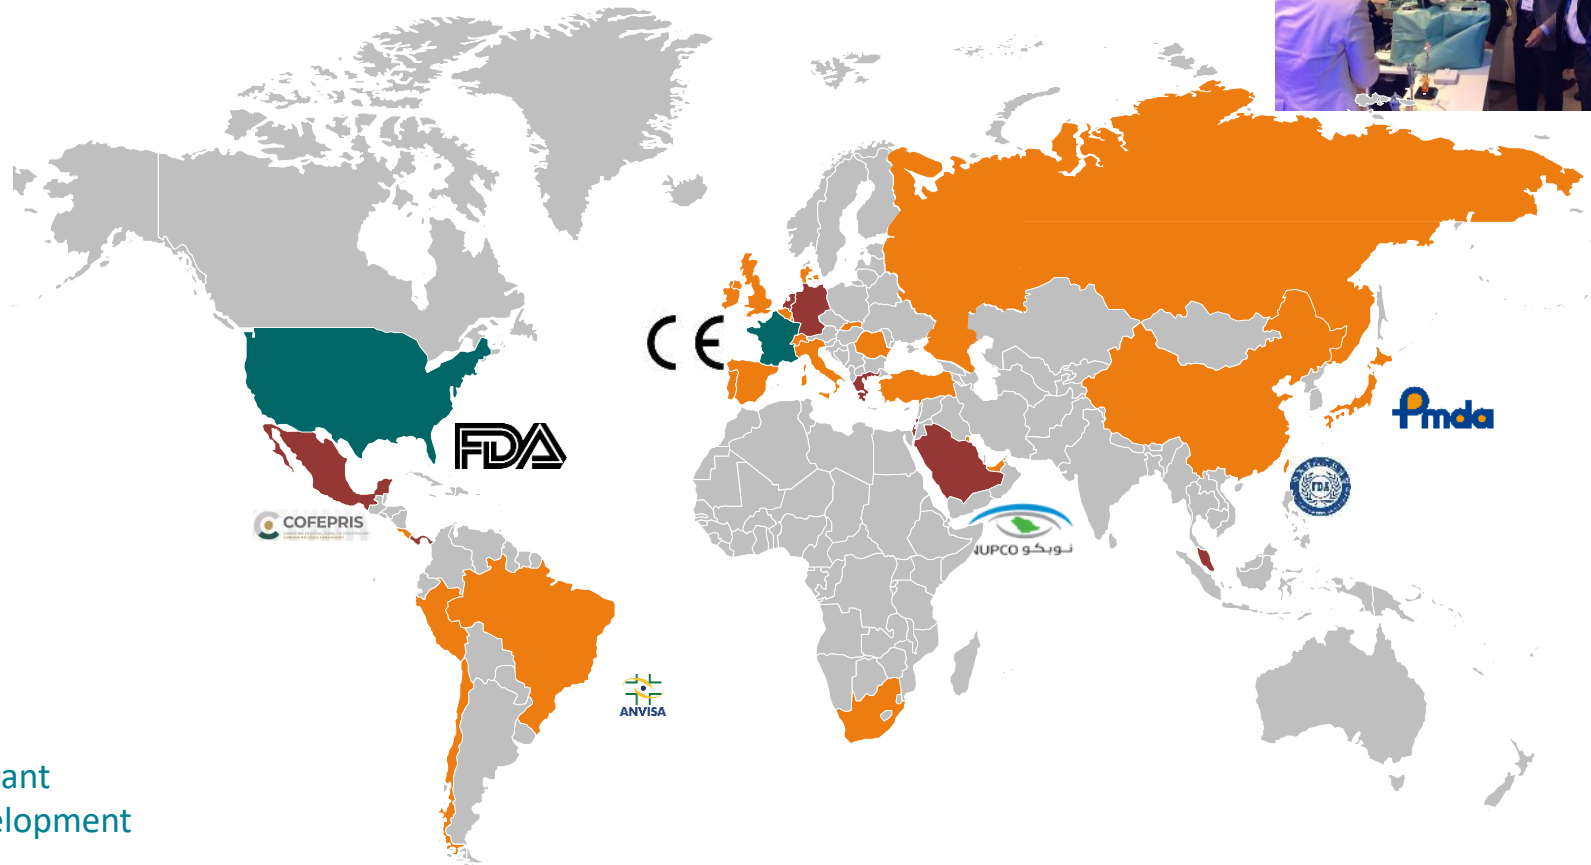 CE
FDA
Pmda
FDA
COFEPRIS
NUPCO نوبكو
ANVISA
ant
elopment